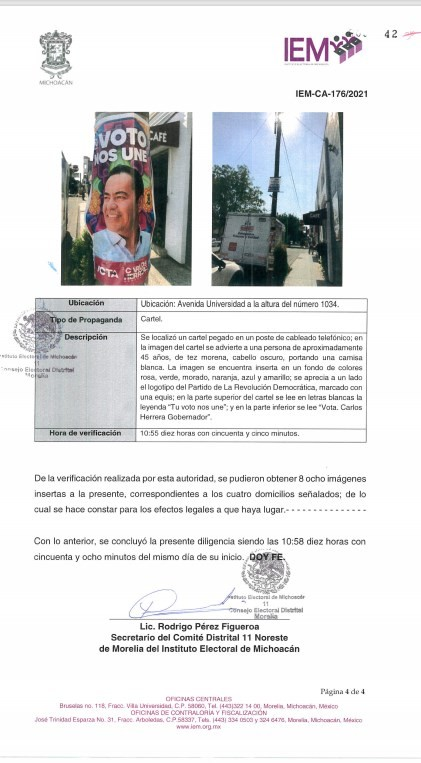 42
IEM
MICHOACÁN
IEM-CA-176/2021
VOTO
NOS UNE
CAFÉ
VOTA
Ubicación
Ubicación: Avenida Universidad a la altura del número 1034.
Tipo de Propaganda
Cartel.
Descripción
Se localizó un cartel pegado en un poste de cableado telefónico; en
la imagen del cartel se advierte a una persona de aproximadamente
45 años, de tez morena, cabello oscuro, portando una camisa
blanca. La imagen se encuentra inserta en un fondo de colores
rosa, verde, morado, naranja, azul y amarillo; se aprecia a un lado
el logotipo del Partido de La Revolución Democrática, marcado con
una equis; en la parte superior del cartel se lee en letras blancas la
leyenda “Tu voto nos une”; y en la parte inferior se lee “Vota. Carlos
Herrera Gobernador”.
Hora de verificación
10:55 diez horas con cincuenta y cinco minutos.
De la verificación realizada por esta autoridad, se pudieron obtener 8 ocho imágenes
insertas a la presente, correspondientes a los cuatro domicilios señalados; de lo
cual se hace constar para los efectos legales a que haya lugar.- - - - - - - - - - - - - - -
Con lo anterior, se concluyó la presente diligencia siendo las 10:58 diez horas con
cincuenta y ocho minutos del mismo día de su inicio. DOY FE.
Instituto Electoral de Michoacán
11
Consejo Electoral Distrital
Morelia
Lic. Rodrigo Pérez Figueroa
Secretario del Comité Distrital 11 Noreste
de Morelia del Instituto Electoral de Michoacán
Página 4 de 4
OFICINAS CENTRALES
Bruselas no. 118, Fracc. Villa Universidad, C.P. 58060, Tel. (443)322 14 00, Morelia, Michoacán, México
OFICINAS DE CONTRALORÍA Y FISCALIZACIÓN
José Trinidad Esparza No. 31, Fracc. Arboledas, C.P.58337, Tels. (443) 334 0503 y 324 6476, Morelia, Michoacán, México
www.iem.org.mx